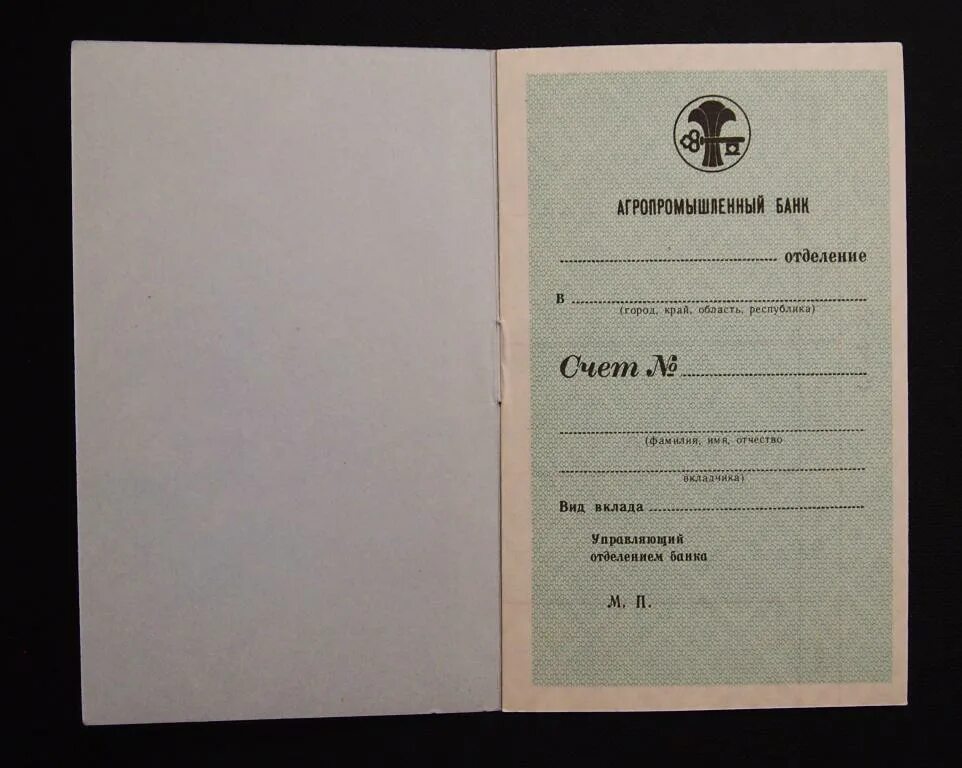 АГРОПРОМЫШЛЕННЫЙ БАНК
отделение
в
(город, край, область, республика)
Счет №
(фамилия, имя, отчество
вкладчика)
Вид вклада
Управляющий
отделением банка
М. П.